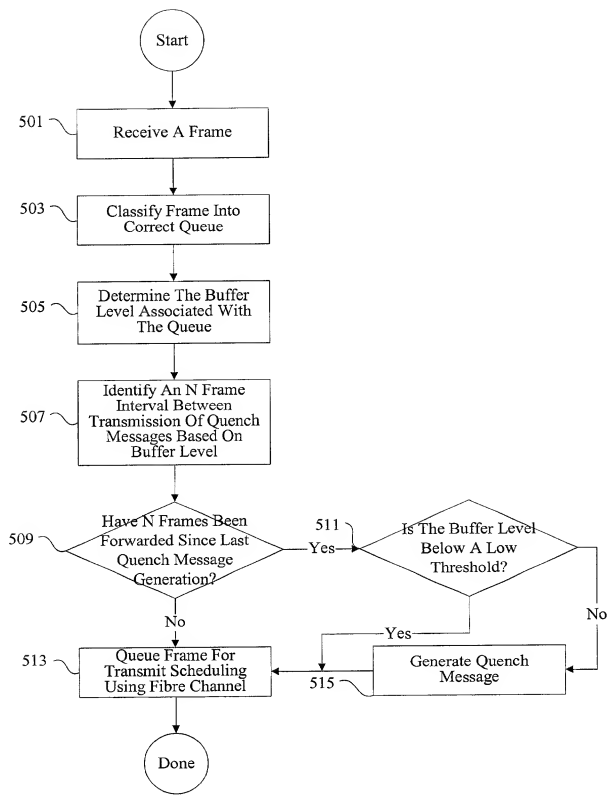 Start
501
Receive A Frame
503
Classify Frame Into
Correct Queue
505
Determine The Buffer
Level Associated With
The Queue
507
Identify An N Frame
Interval Between
Transmission Of Quench
Messages Based On
Buffer Level
509
Have N Frames Been
Forwarded Since Last
Quench Message
Generation?
Yes
511
Is The Buffer Level
Below A Low
Threshold?
No
No
Yes
513
Queue Frame For
Transmit Scheduling
Using Fibre Channel
515
Generate Quench
Message
Done